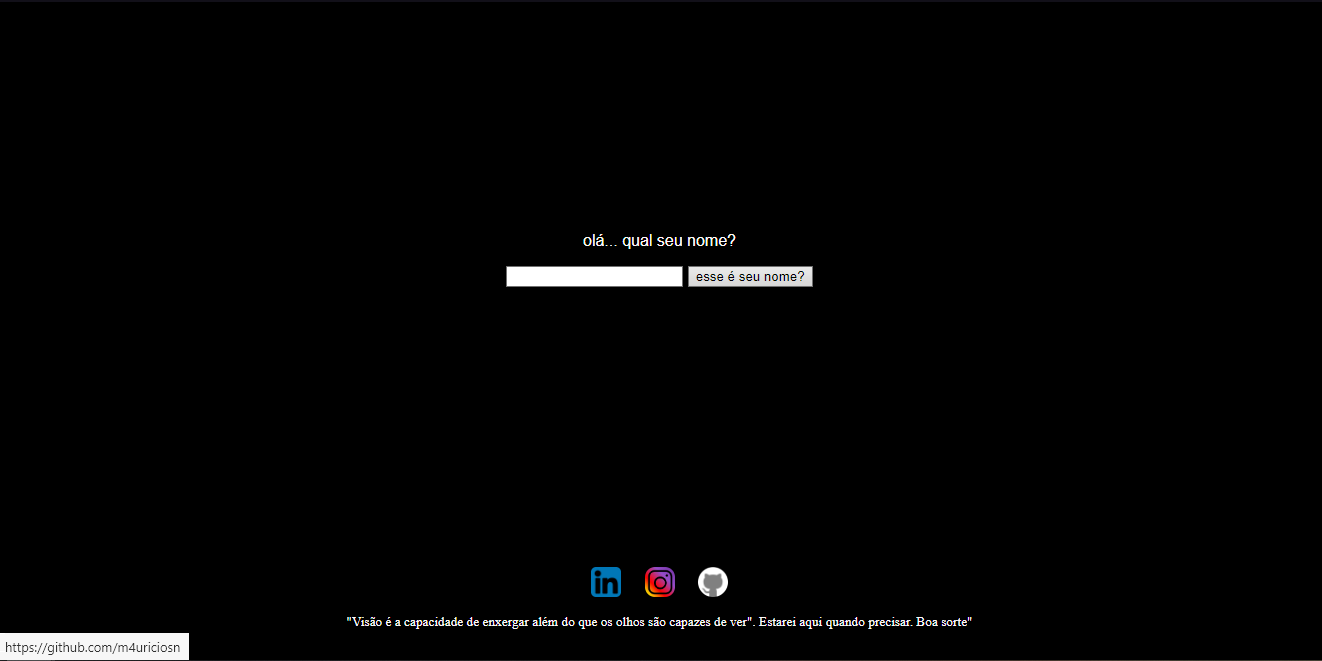 olá... qual seu nome?
esse é seu nome?
in
"Visão é a capacidade de enxergar além do que os olhos são capazes de ver". Estarei aqui quando precisar. Boa sorte"
https://github.com/m4uriciosn